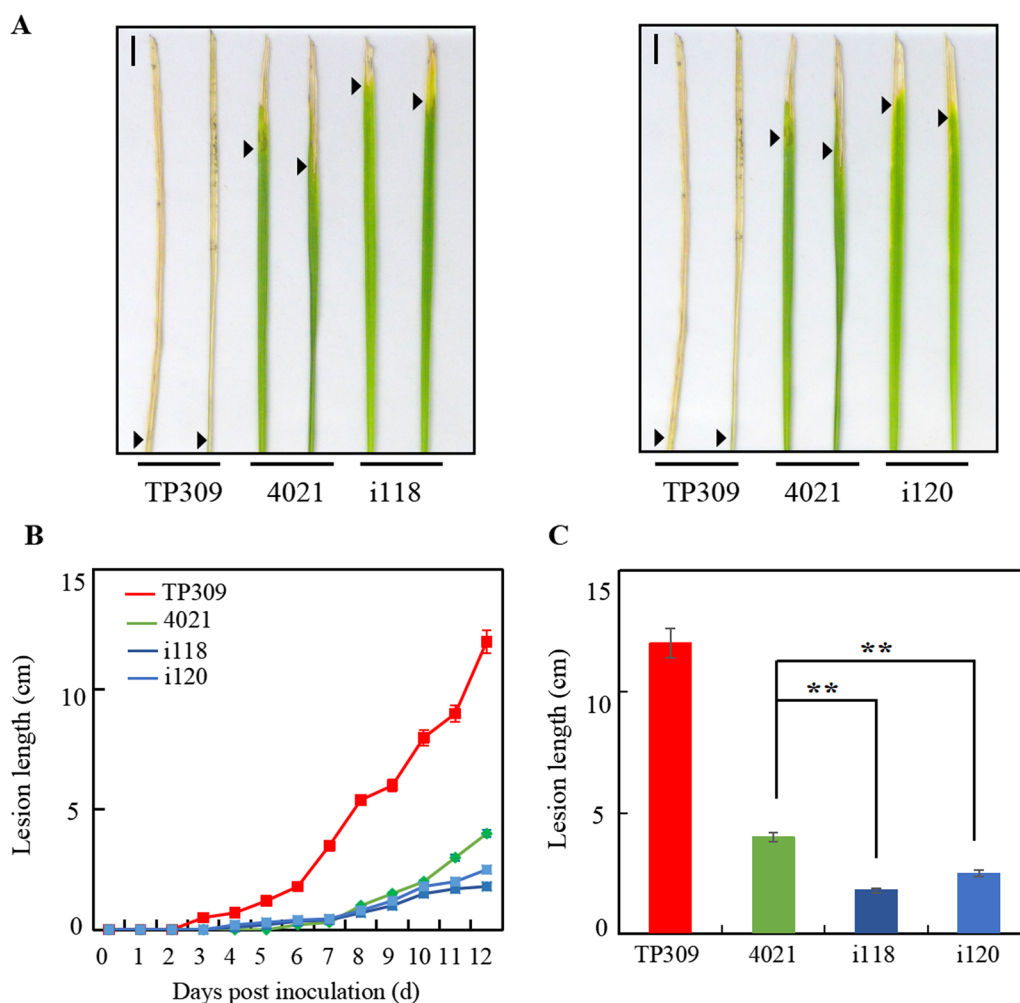 A
TP309 4021 i118
TP309 4021 i120
B
15
10
5
0
Lesion length (cm)
TP309
4021
i118
i120
0 1 2 3 4 5 6 7 8 9 10 11 12
Days post inoculation (d)
C
15
10
5
0
Lesion length (cm)
**
**
TP309 4021 i118 i120